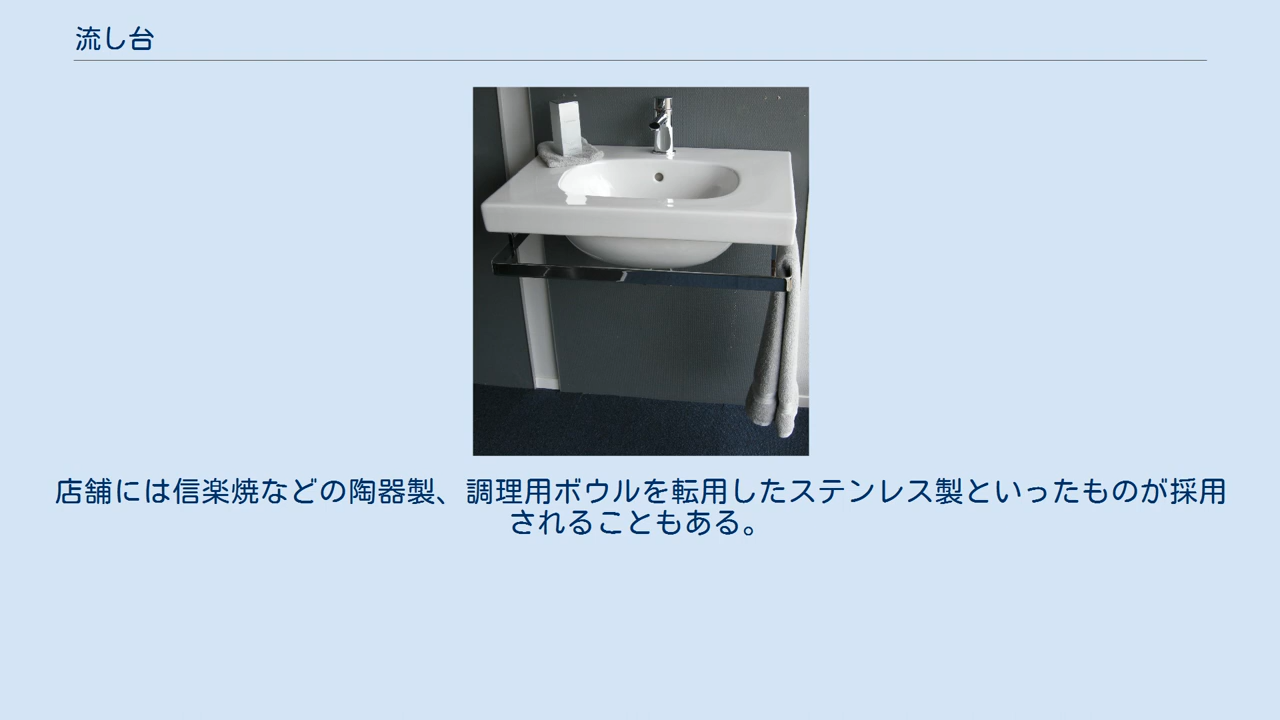 流し台
店舗には信楽焼などの陶器製、調理用ボウルを転用したステンレス製といったものが採用
されることもある。